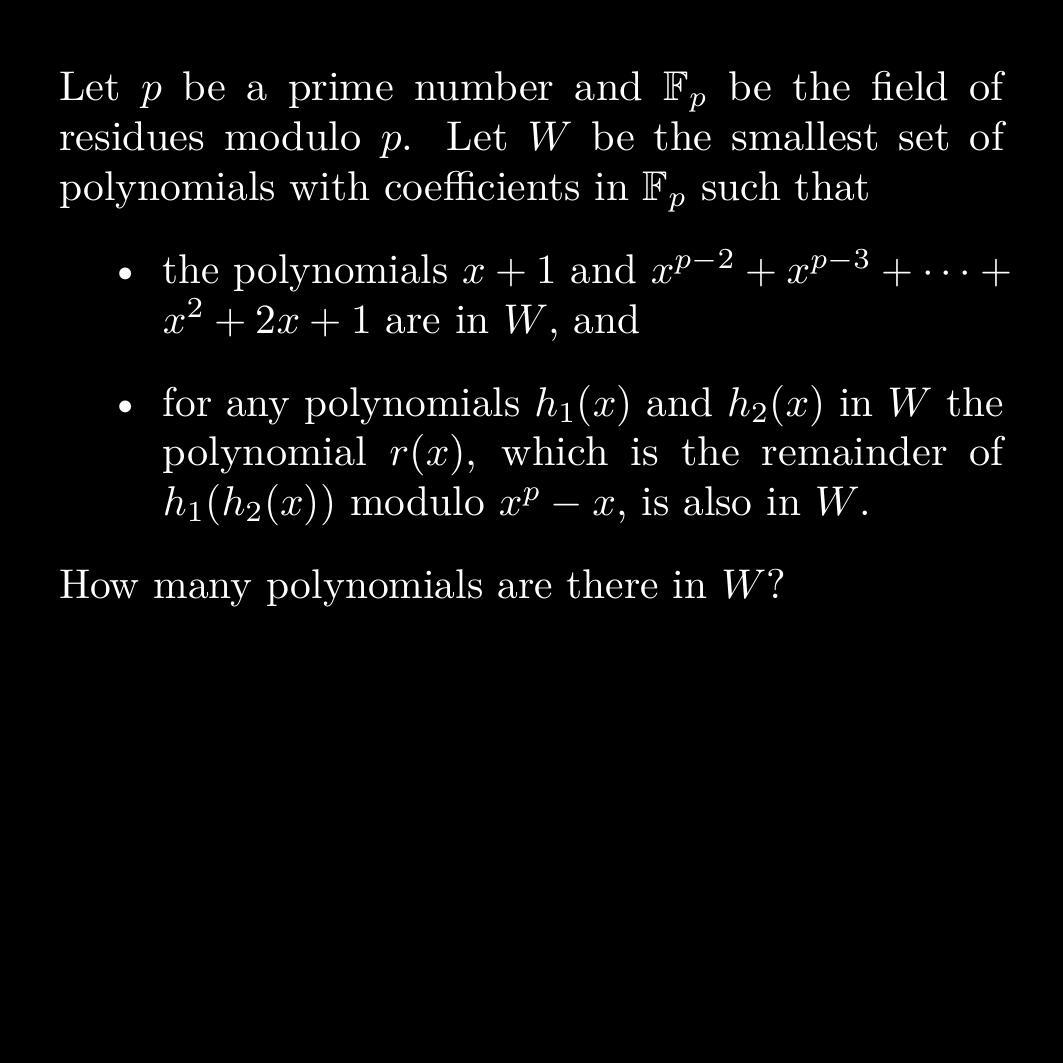 Let $p$ be a prime number and $\mathbb{F}_p$ be the field of
residues modulo $p$. Let $W$ be the smallest set of
polynomials with coefficients in $\mathbb{F}_p$ such that
• the polynomials $x + 1$ and $x^{p-2} + x^{p-3} + \cdots +$
$x^2 + 2x + 1$ are in $W$, and
• for any polynomials $h_1(x)$ and $h_2(x)$ in $W$ the
polynomial $r(x)$, which is the remainder of
$h_1(h_2(x))$ modulo $x^p - x$, is also in $W$.
How many polynomials are there in $W$?